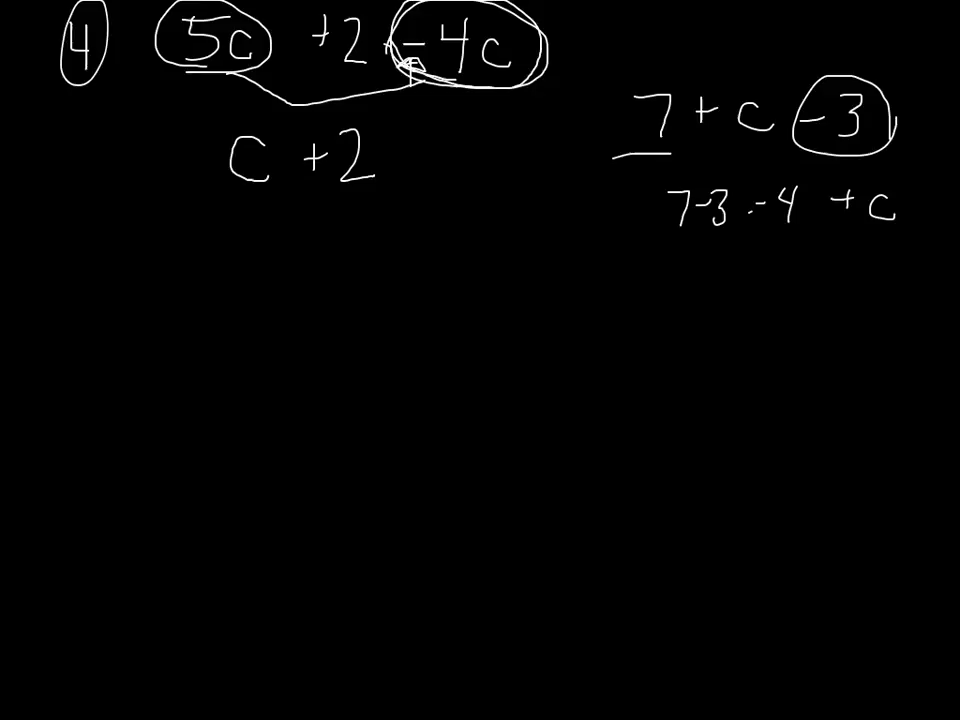 4 5c +2 + - 4c
7 + c - 3
c + 2
7-3 = 4 + c